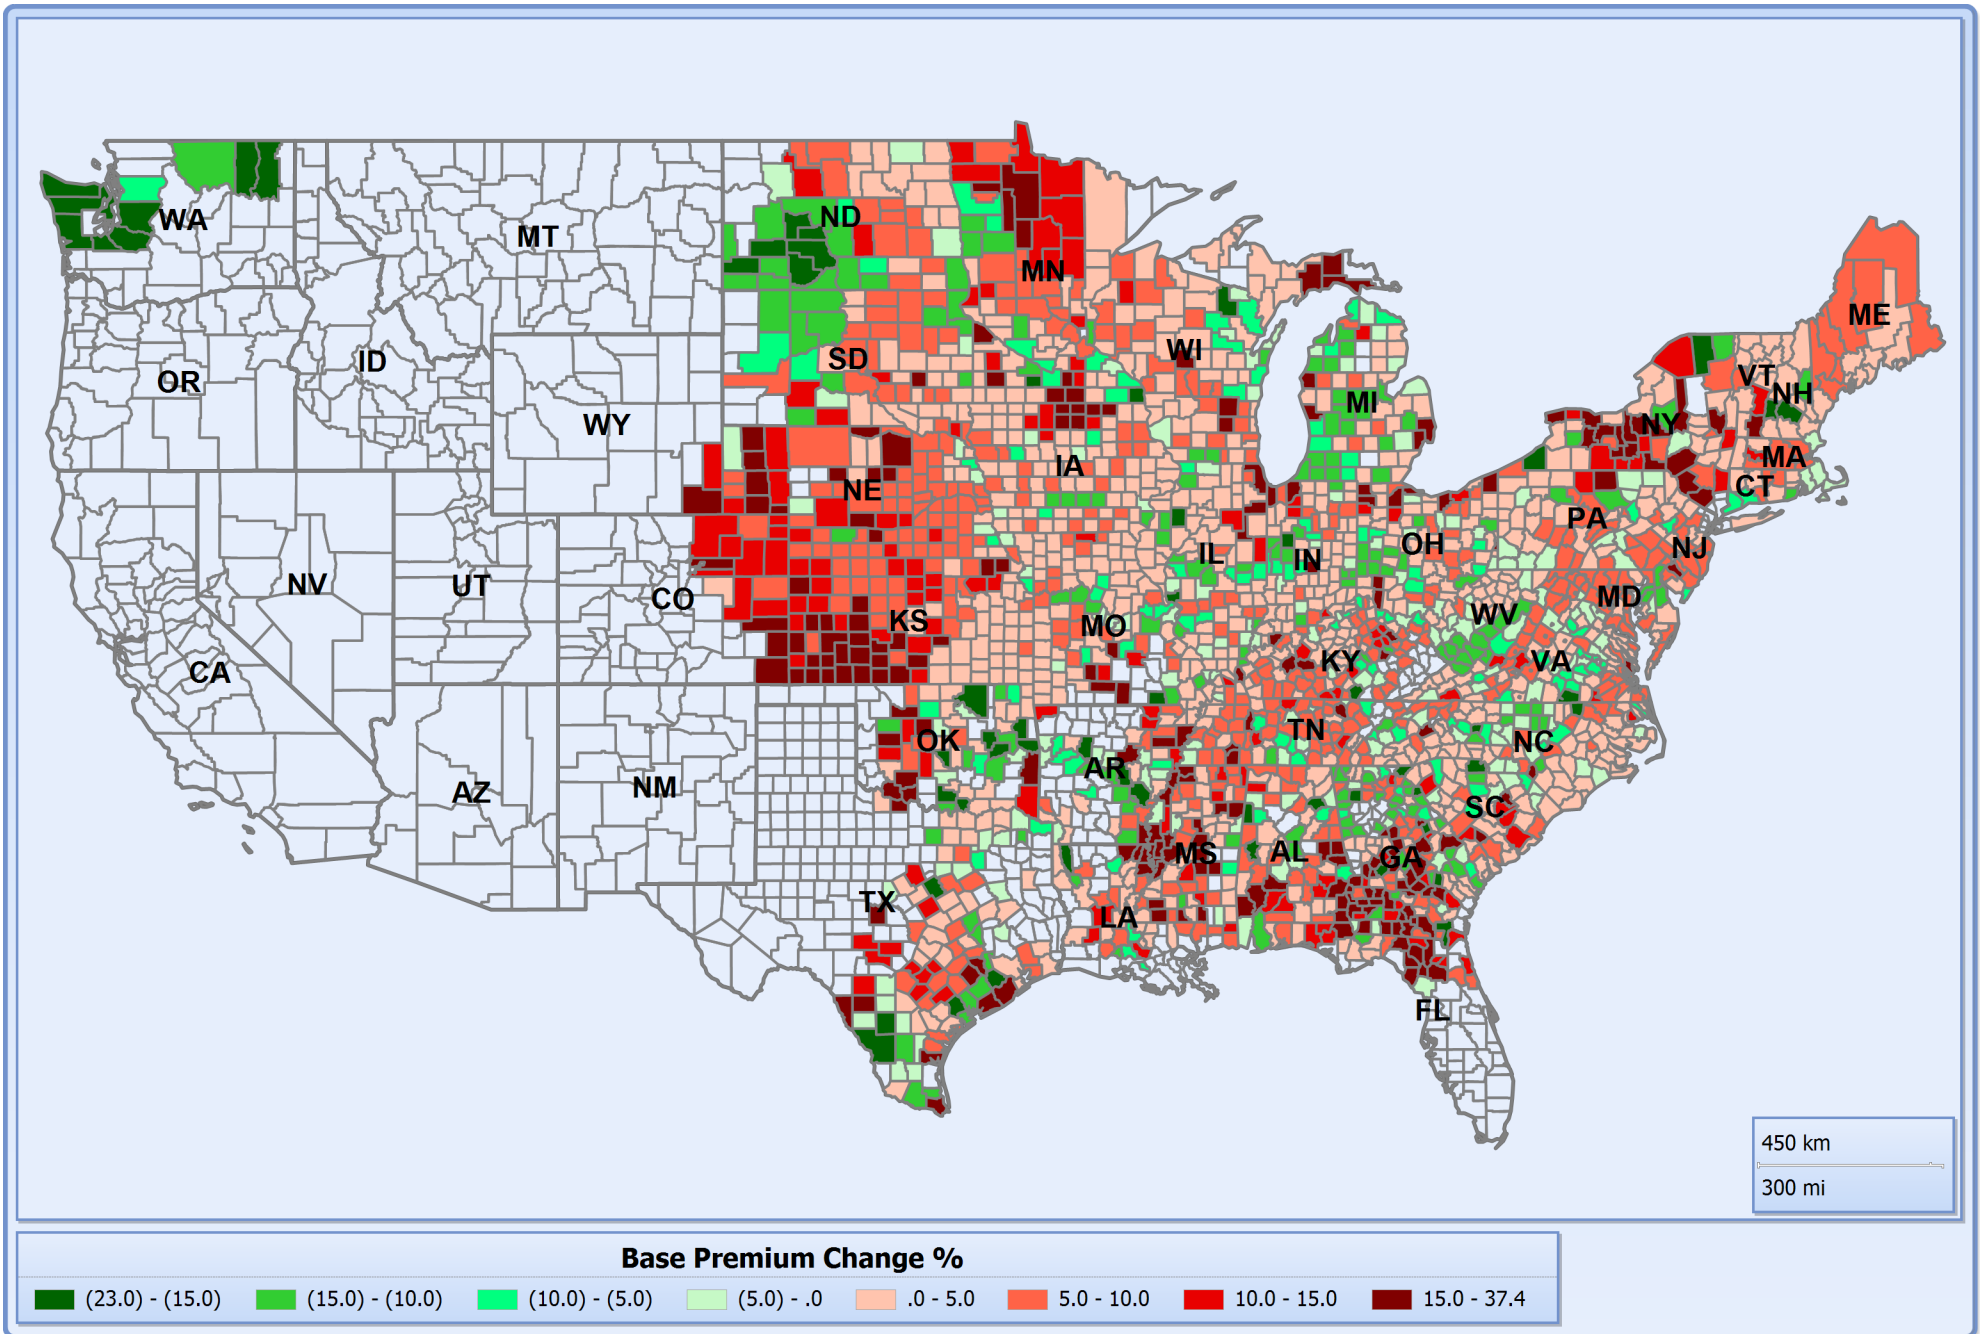 WA
MT
ND
MN
ME
OR
ID
SD
WI
VT
NH
WY
MI
NY
MA
CT
NE
IA
PA
NV
UT
CO
IL
IN
OH
NJ
KS
MO
WV
MD
CA
KY
VA
AZ
NM
OK
AR
TN
NC
SC
MS
AL
GA
TX
LA
FL
450 km
300 mi
Base Premium Change %
(23.0) - (15.0) (15.0) - (10.0) (10.0) - (5.0) (5.0) - .0 .0 - 5.0 5.0 - 10.0 10.0 - 15.0 15.0 - 37.4